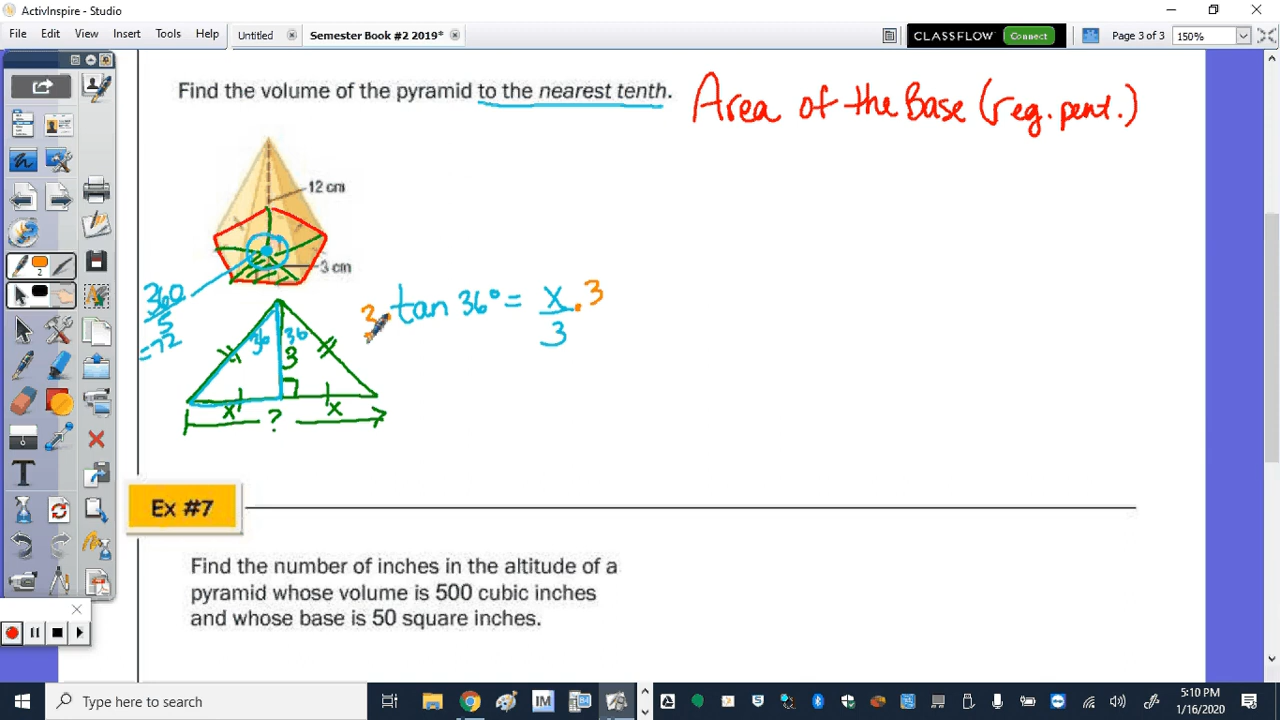 ActivInspire - Studio
File Edit View Insert Tools Help
Untitled
Semester Book #2 2019*
CLASSFLOW Connect
Page 3 of 3
150%
Find the volume of the pyramid to the nearest tenth.
Area of the Base (reg. pent.)
12 cm
3 cm
360
5
= 72
36 36
3
x x
?
3. tan 36° = x . 3
3
Ex #7
Find the number of inches in the altitude of a
pyramid whose volume is 500 cubic inches
and whose base is 50 square inches.
2
T
Type here to search
IM
5:10 PM
1/16/2020